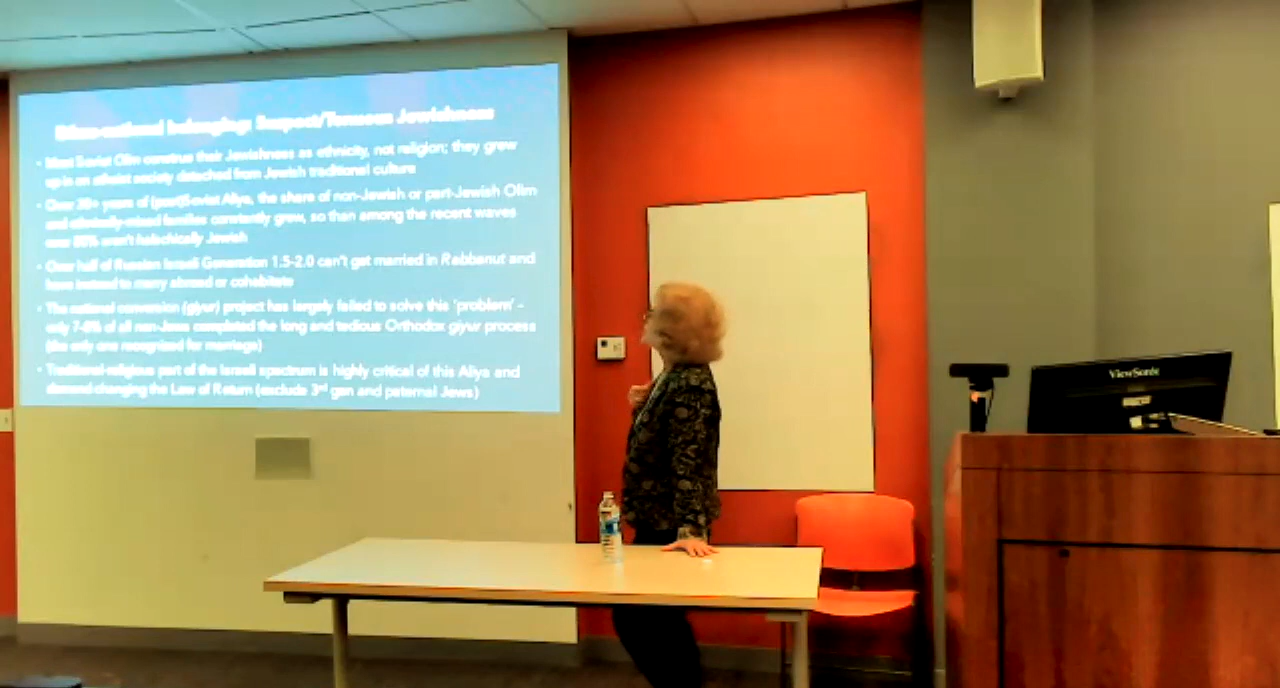 Ethno-national belonging: Suspect/Tenuous Jewishness
• Most Soviet Olim construe their Jewishness as ethnicity, not religion; they grew
up in an atheist society detached from Jewish traditional culture
• Over 30+ years of (post)Soviet Aliya, the share of non-Jewish or part-Jewish Olim
and ethnically-mixed families constantly grew, so than among the recent waves
over aren't halachically Jewish
• Over half of Russian Israeli Generation 1.5-2.0 can't get married in Rabbanut and
have instead to marry abroad or cohabitate
• The national conversion (giyur) project has largely failed to solve this 'problem' -
only of all non-Jews completed the long and tedious Orthodox giyur process
(the only one recognized for marriage)
• Traditional-religious part of the Israeli spectrum is highly critical of this Aliya and
demand changing the Law of Return (exclude 3rd gen and paternal Jews)
ViewSonic